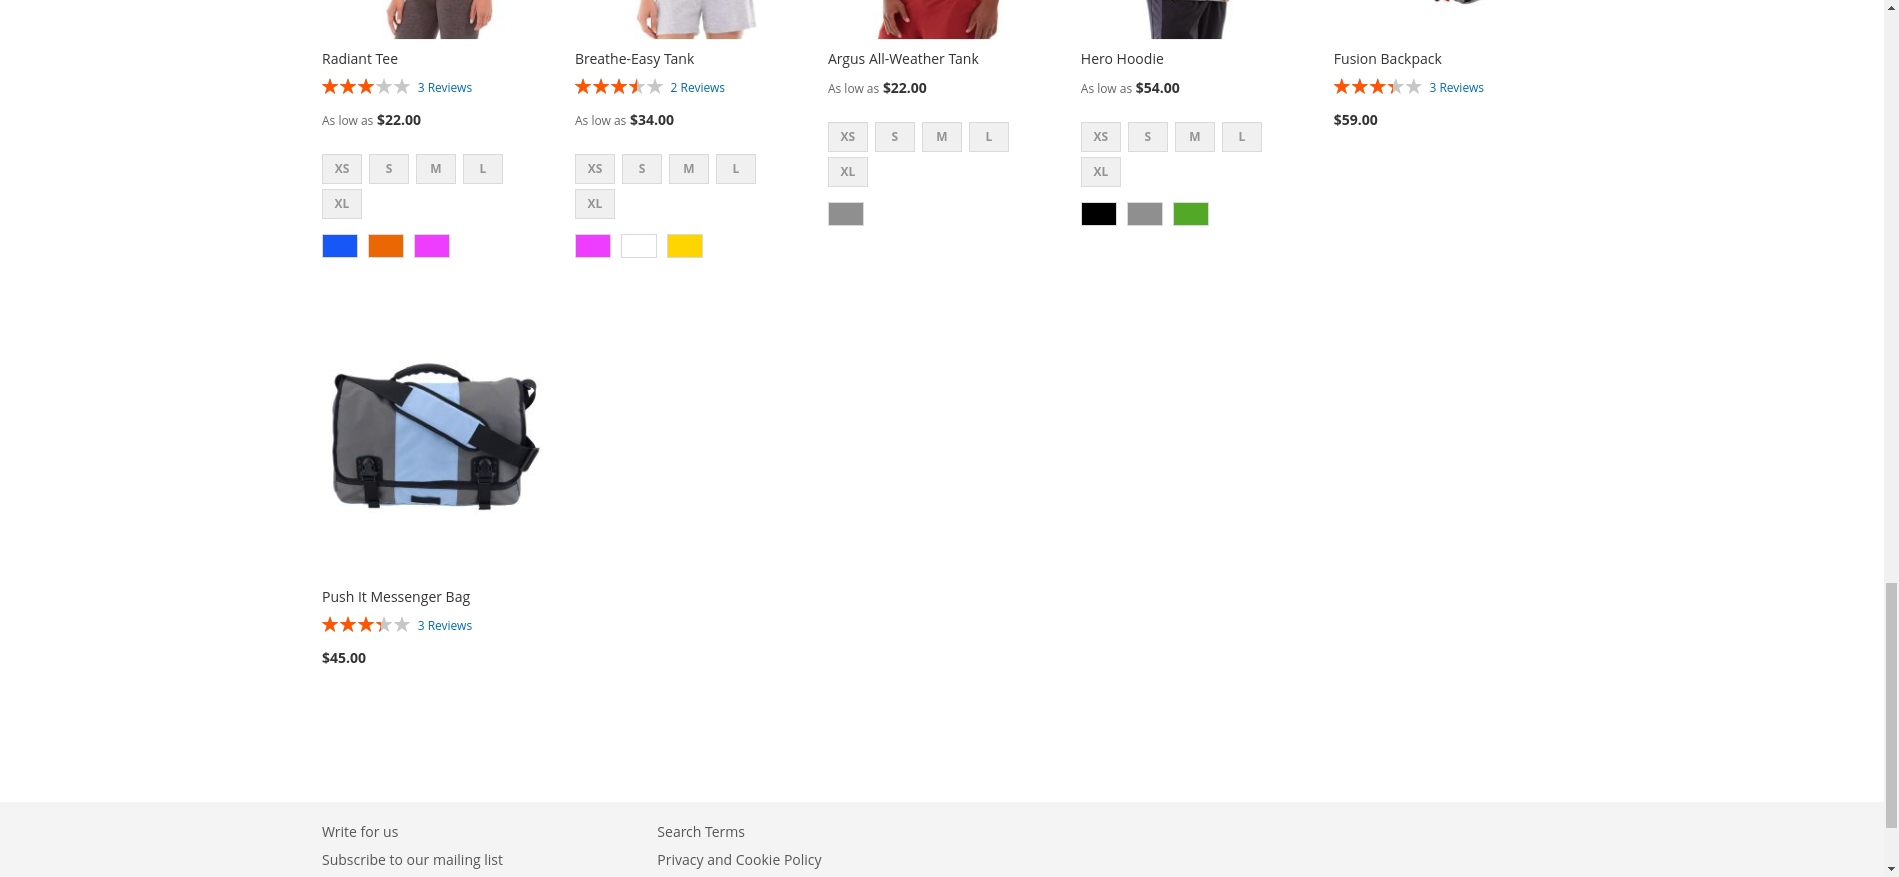 Radiant Tee
3 Reviews
As low as $22.00
XS S M L
XL
Breathe-Easy Tank
2 Reviews
As low as $34.00
XS S M L
XL
Argus All-Weather Tank
As low as $22.00
XS S M L
XL
Hero Hoodie
As low as $54.00
XS S M L
XL
Fusion Backpack
3 Reviews
$59.00
Push It Messenger Bag
3 Reviews
$45.00
Write for us
Subscribe to our mailing list
Search Terms
Privacy and Cookie Policy